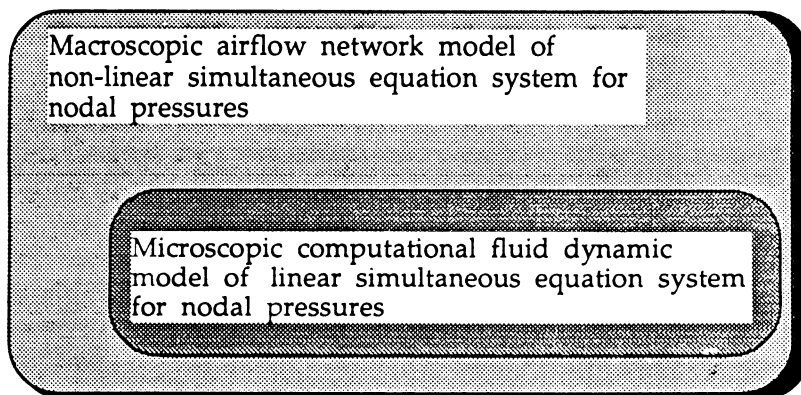 Macroscopic airflow network model of
non-linear simultaneous equation system for
nodal pressures
Microscopic computational fluid dynamic
model of linear simultaneous equation system
for nodal pressures